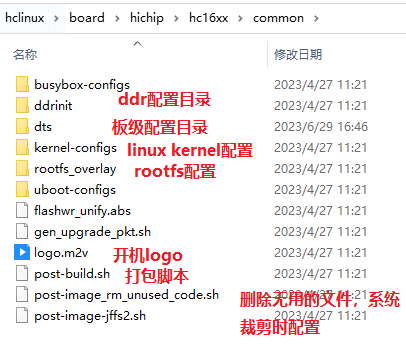 hclinux > board > hichip > hc16xx > common >
名称 修改日期
busybox-configs 2023/4/27 11:21
ddrinit ddr配置目录 2023/4/27 11:21
dts 板级配置目录 2023/6/29 16:46
kernel-configs linux kernel配置 2023/4/27 11:21
rootfs_overlay rootfs配置 2023/4/27 11:21
uboot-configs 2023/4/27 11:21
flashwr_unify.abs 2023/4/27 11:21
gen_upgrade_pkt.sh 2023/4/27 11:21
logo.m2v 开机logo 2023/4/27 11:21
post-build.sh 打包脚本 2023/4/27 11:21
post-image_rm_unused_code.sh 删除无用的文件，系统 2023/4/27 11:21
post-image-jffs2.sh 裁剪时配置 2023/4/27 11:21